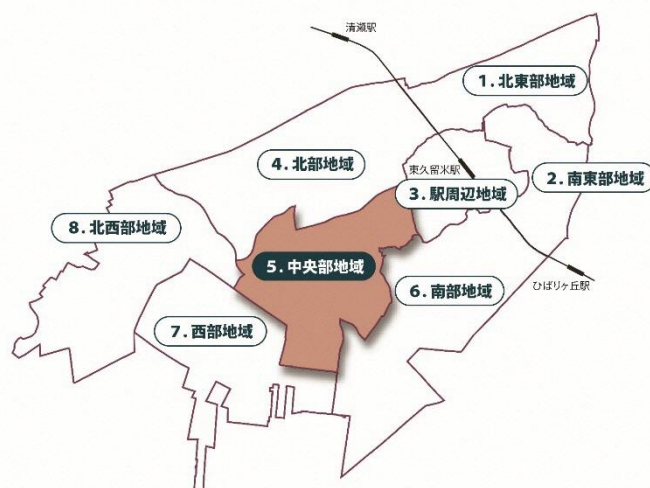 清瀬駅
1.北東部地域
4.北部地域
東久留米駅
2.南東部地域
3.駅周辺地域
8.北西部地域
5.中央部地域
6.南部地域
ひばりヶ丘駅
7.西部地域